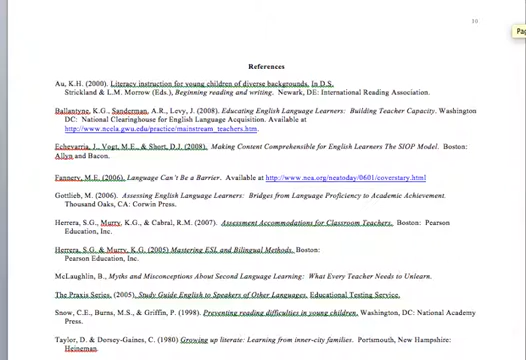 10
Pag
References
Au, K.H. (2000). Literacy instruction for young children of diverse backgrounds. In D.S.
Strickland & L.M. Morrow (Eds.), Beginning reading and writing. Newark, DE: International Reading Association.
Ballantyne, K.G., Sanderman, A.R., Levy, J. (2008). Educating English Language Learners: Building Teacher Capacity. Washington
DC: National Clearinghouse for English Language Acquisition. Available at
http://www.ncela.gwu.edu/practice/mainstream_teachers.htm.
Echevarria, J., Vogt, M.E., & Short, D.J. (2008). Making Content Comprehensible for English Learners The SIOP Model. Boston:
Allyn and Bacon.
Fannery, M.E. (2006). Language Can't Be a Barrier. Available at http://www.nea.org/neatoday/0601/coverstary.html
Gottlieb, M. (2006). Assessing English Language Learners: Bridges from Language Proficiency to Academic Achievement.
Thousand Oaks, CA: Corwin Press.
Herrera, S.G., Murry, K.G., & Cabral, R.M. (2007). Assessment Accommodations for Classroom Teachers. Boston: Pearson
Education, Inc.
Herrera, S.G. & Murry, K.G. (2005) Mastering ESL and Bilingual Methods. Boston:
Pearson Education, Inc.
McLaughlin, B., Myths and Misconceptions About Second Language Learning: What Every Teacher Needs to Unlearn.
The Praxis Series. (2005). Study Guide English to Speakers of Other Languages. Educational Testing Service.
Snow, C.E., Burns, M.S., & Griffin, P. (1998). Preventing reading difficulties in young children. Washington, DC: National Academy
Press.
Taylor, D. & Dorsey-Gaines, C. (1980) Growing up literate: Learning from inner-city families. Portsmouth, New Hampshire:
Heineman.